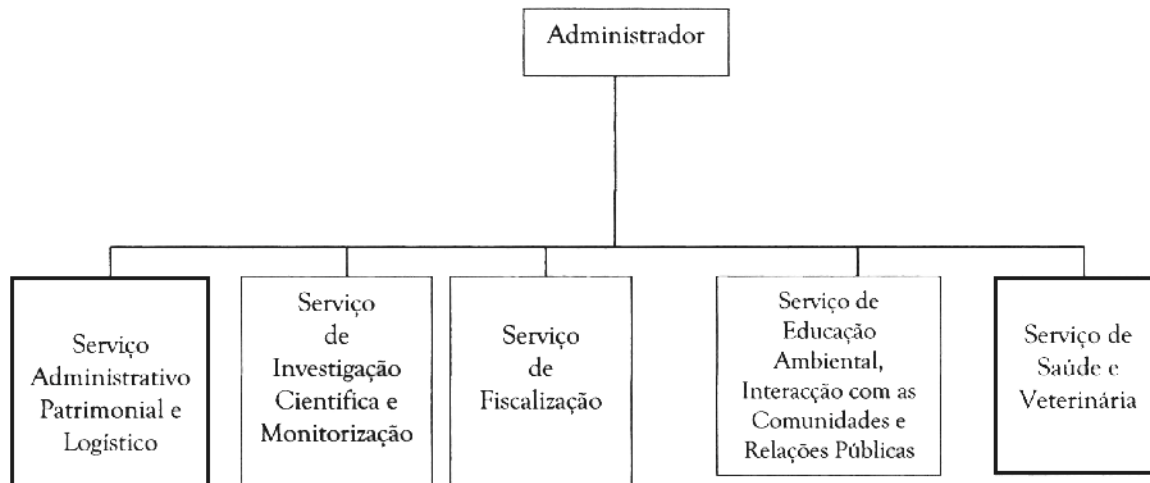 Administrador
Serviço
Administrativo
Patrimonial e
Logístico
Serviço
de
Investigação
Científica e
Monitorização
Serviço
de
Fiscalização
Serviço de
Educação
Ambiental,
Interacção com as
Comunidades e
Relações Públicas
Serviço de
Saúde e
Veterinária